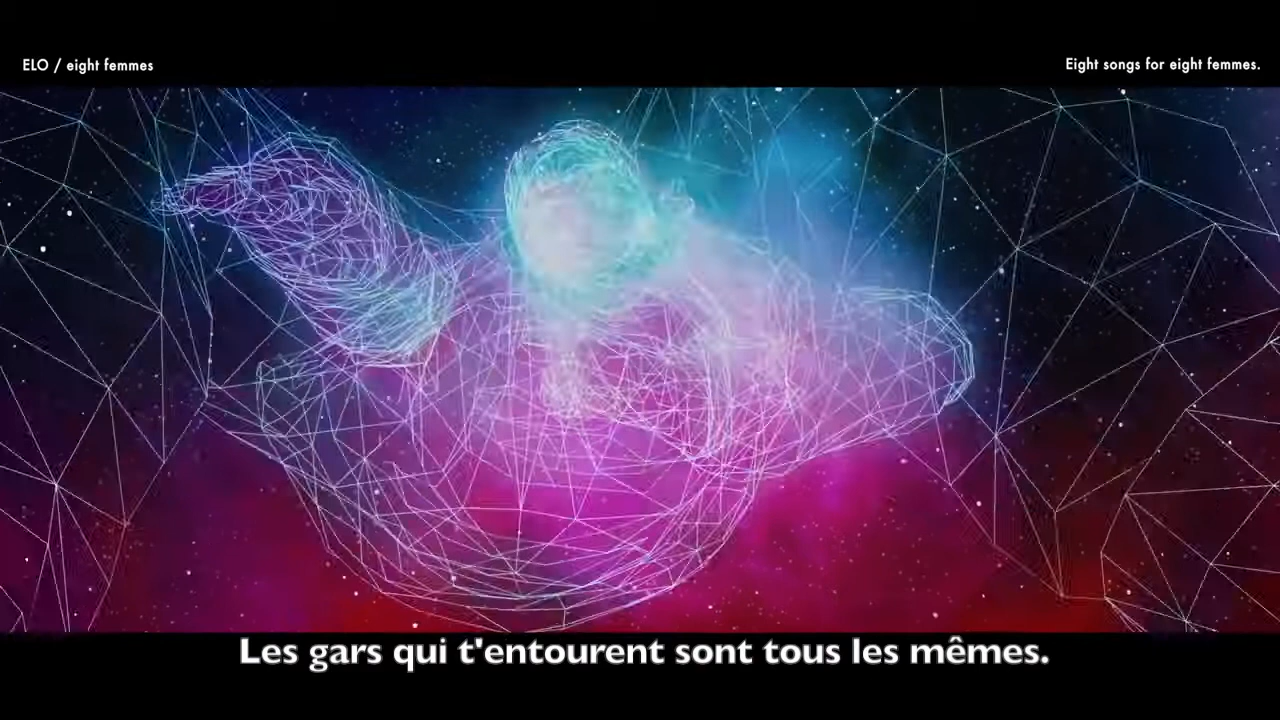 ELO / eight femmes
Eight songs for eight femmes.
Les gars qui t'entourent sont tous les mêmes.